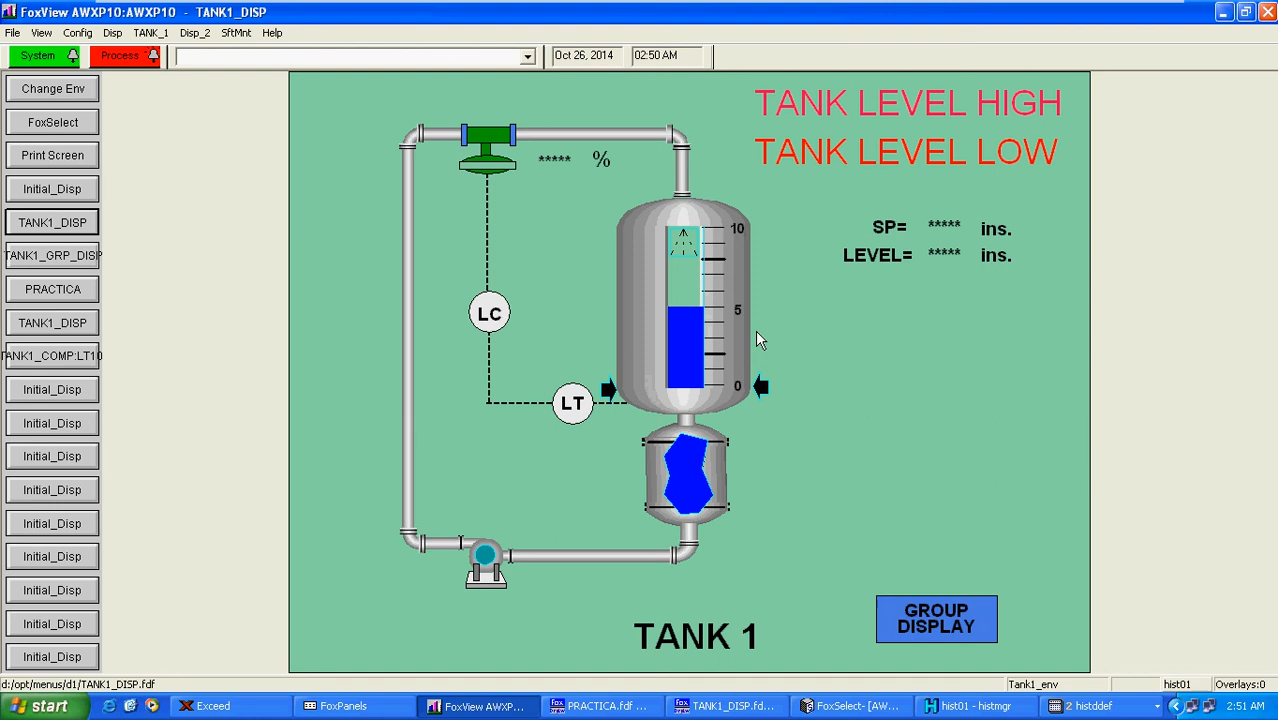 FoxView AWXP10:AWXP10 - TANK1_DISP
File View Config Disp TANK_1 Disp_2 SftMnt Help
System Process Oct 26, 2014 02:50 AM
Change Env
FoxSelect
Print Screen
Initial_Disp
TANK1_DISP
TANK1_GRP_DISP
PRACTICA
TANK1_DISP
TANK1_COMP:LT10
Initial_Disp
Initial_Disp
Initial_Disp
Initial_Disp
Initial_Disp
Initial_Disp
Initial_Disp
Initial_Disp
Initial_Disp
TANK LEVEL HIGH
TANK LEVEL LOW
***** %
SP= ***** ins.
LEVEL= ***** ins.
10
5
0
LC
LT
TANK 1
GROUP
DISPLAY
d:/opt/menus/d1/TANK1_DISP.fdf Tank1_env hist01 Overlays:0
start Exceed FoxPanels FoxView AWXP... PRACTICA.fdf ... TANK1_DISP.fd... FoxSelect- [AW... hist01 - histmgr 2 histddef 2:51 AM